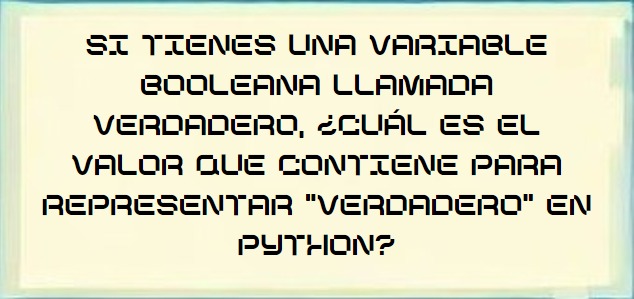 SI TIENES UNA VARIABLE
BOOLEANA LLAMADA
VERDADERO, ¿CUÁL ES EL
VALOR QUE CONTIENE PARA
REPRESENTAR "VERDADERO" EN
PYTHON?